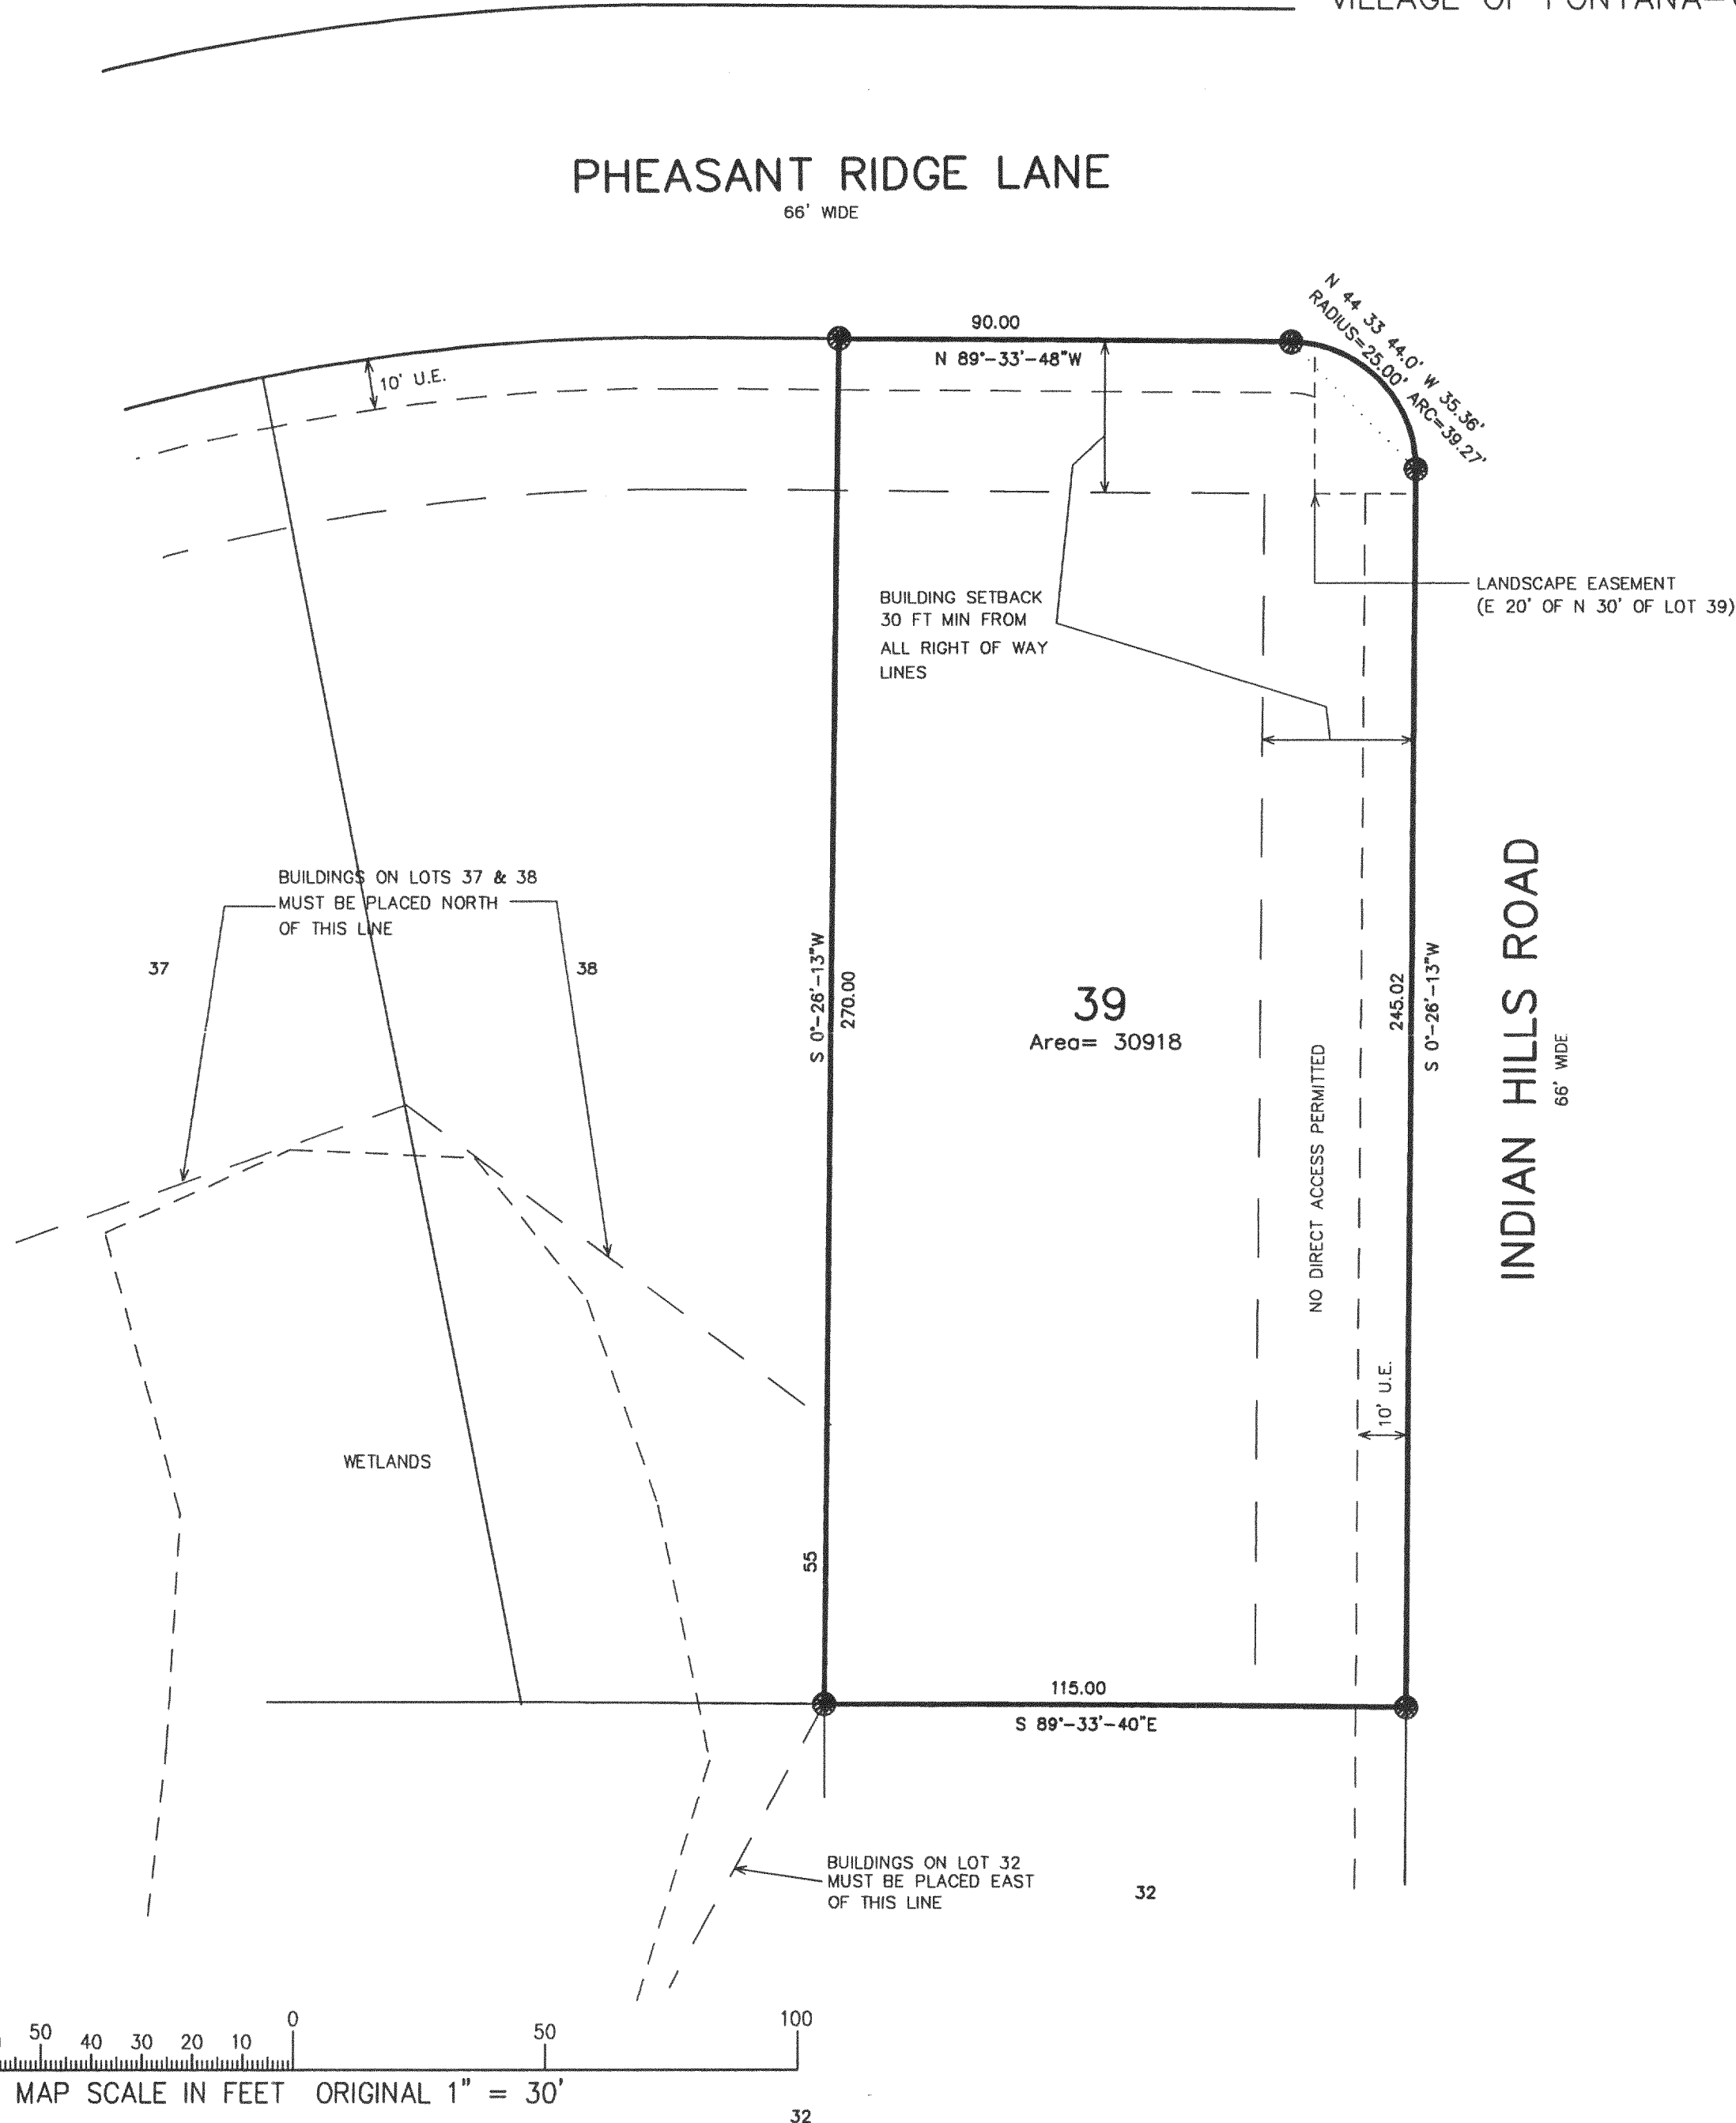 VILLAGE OF FONTANA
PHEASANT RIDGE LANE
66' WIDE
N 44 33 44.0' W 35.36'
RADIUS=25.00' ARC=39.27'
90.00
N 89°-33'-48"W
10' U.E.
LANDSCAPE EASEMENT
(E 20' OF N 30' OF LOT 39)
BUILDING SETBACK
30 FT MIN FROM
ALL RIGHT OF WAY
LINES
BUILDINGS ON LOTS 37 & 38
MUST BE PLACED NORTH
OF THIS LINE
37
38
S 0°-26'-13"W
270.00
39
Area= 30918
NO DIRECT ACCESS PERMITTED
245.02
S 0°-26'-13"W
INDIAN HILLS ROAD
66' WIDE
10' U.E.
WETLANDS
55
115.00
S 89°-33'-40"E
BUILDINGS ON LOT 32
MUST BE PLACED EAST
OF THIS LINE
32
50 40 30 20 10 0 50 100
MAP SCALE IN FEET ORIGINAL 1" = 30'
32